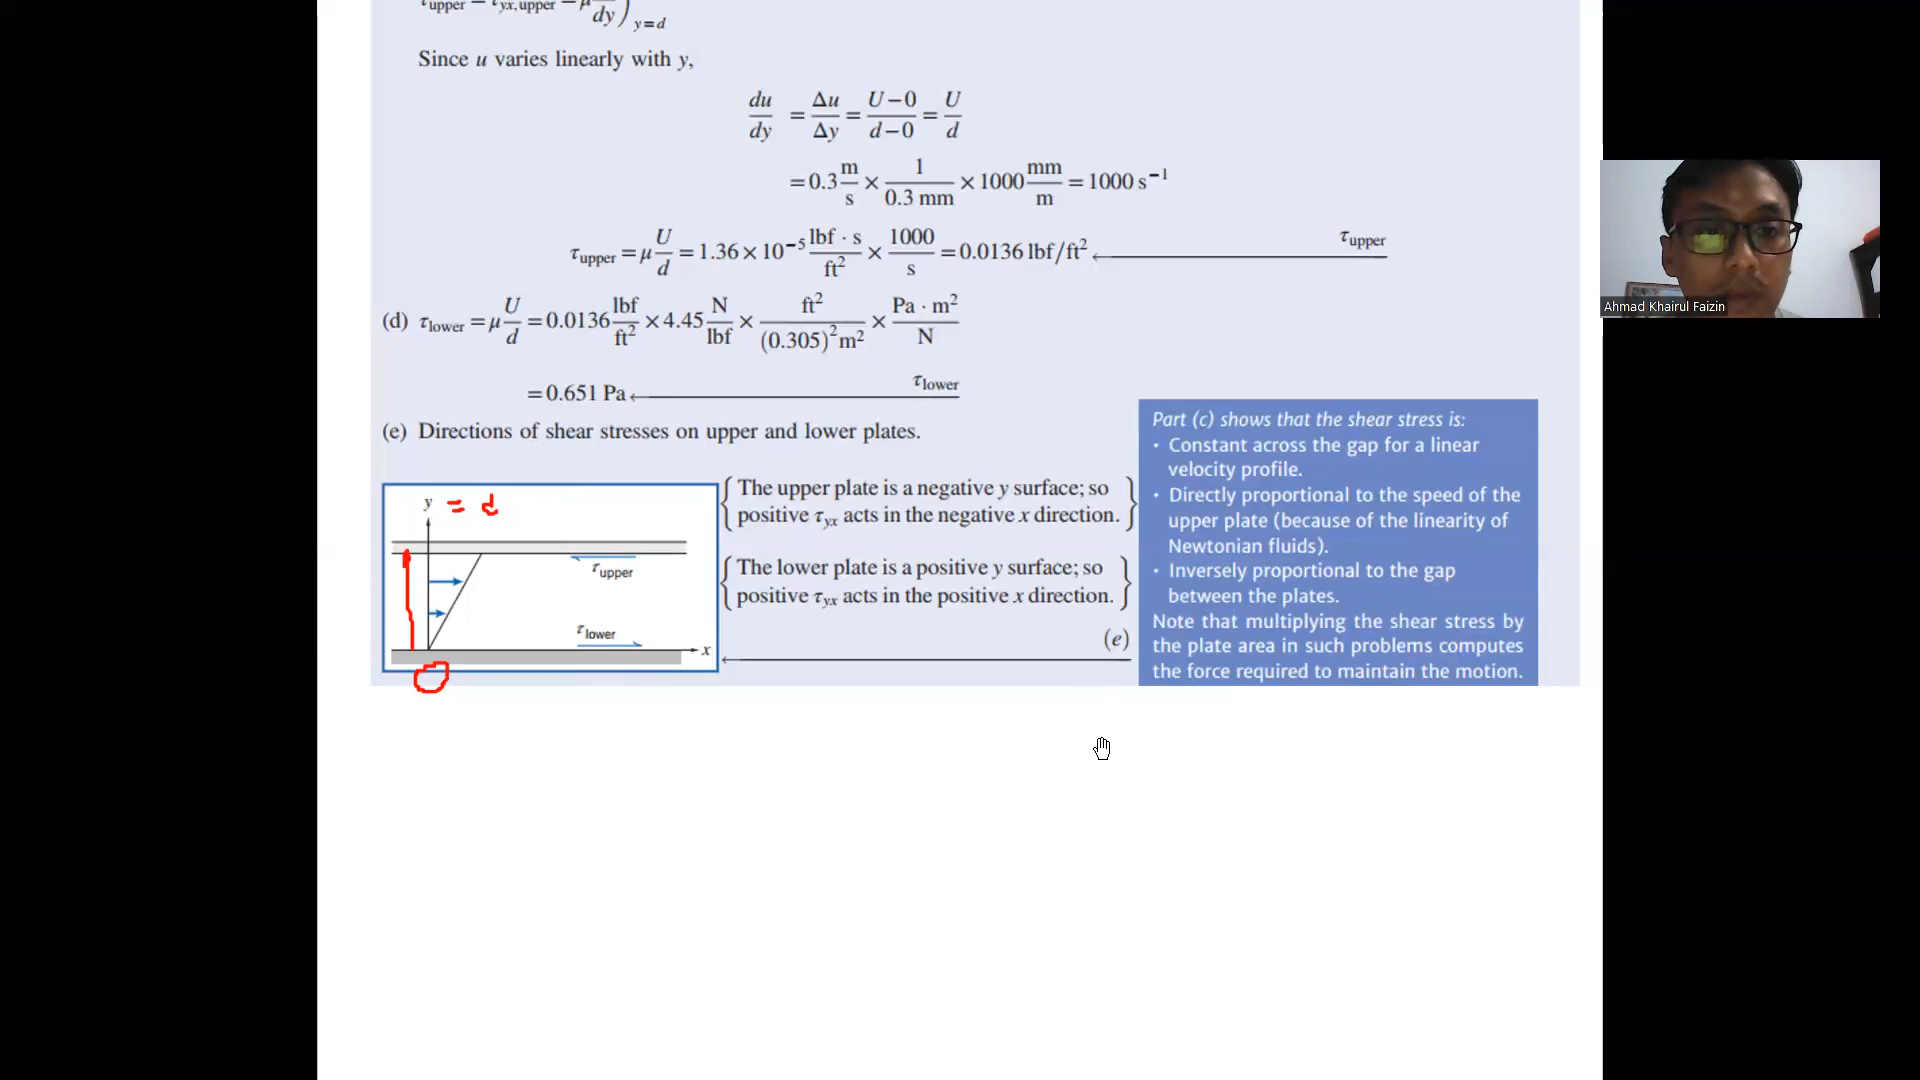 τupper = τyx,upper = μ du/dy)y=d
Since u varies linearly with y,
du/dy = Δu/Δy = U−0/d−0 = U/d
= 0.3 m/s × 1/0.3 mm × 1000 mm/m = 1000 s⁻¹
τupper = μ U/d = 1.36 × 10⁻⁵ lbf · s/ft² × 1000/s = 0.0136 lbf/ft² ← τupper
(d) τlower = μ U/d = 0.0136 lbf/ft² × 4.45 N/lbf × ft²/(0.305)² m² × Pa · m²/N
= 0.651 Pa ← τlower
(e) Directions of shear stresses on upper and lower plates.
y = d
τupper
τlower
x
{The upper plate is a negative y surface; so
positive τyx acts in the negative x direction.}
{The lower plate is a positive y surface; so
positive τyx acts in the positive x direction.}
(e)
Part (c) shows that the shear stress is:
• Constant across the gap for a linear
velocity profile.
• Directly proportional to the speed of the
upper plate (because of the linearity of
Newtonian fluids).
• Inversely proportional to the gap
between the plates.
Note that multiplying the shear stress by
the plate area in such problems computes
the force required to maintain the motion.
Ahmad Khairul Faizin